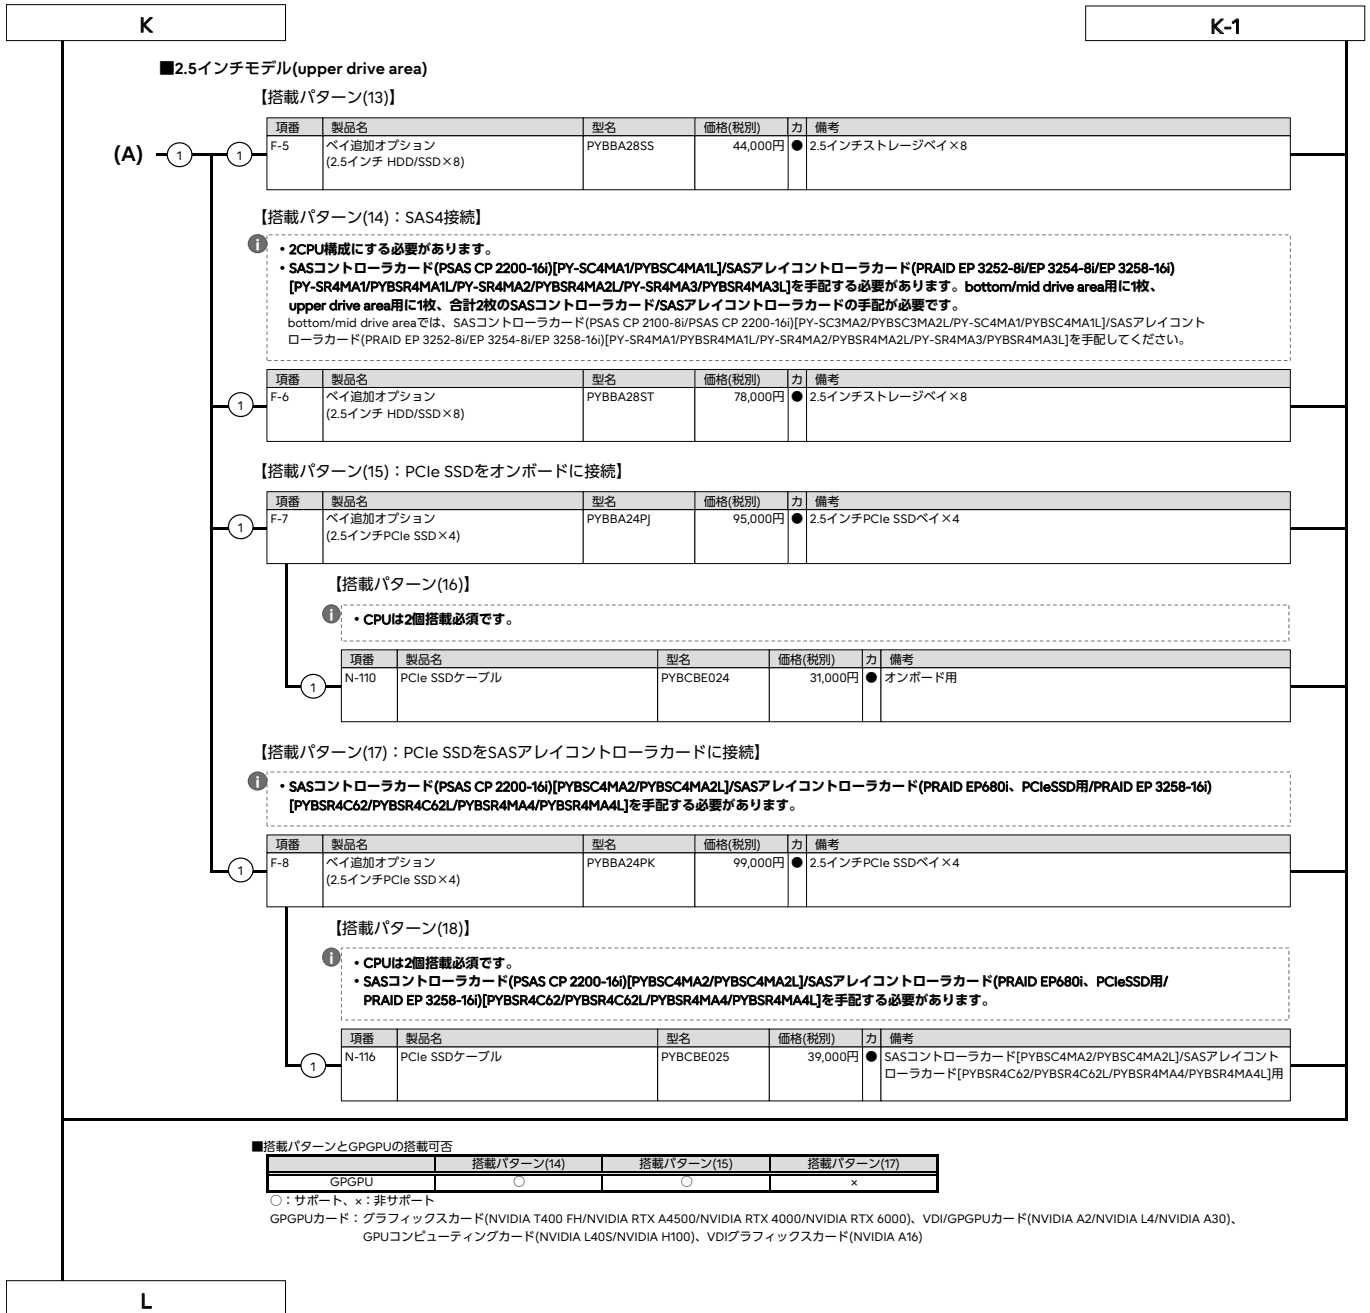 K
K-1
■2.5インチモデル(upper drive area)
【搭載パターン(13)】
項番 製品名 型名 価格(税別) カ 備考
(A) 1 1 F-5 ベイ追加オプション PYBBA28SS 44,000円 ● 2.5インチストレージベイ×8
(2.5インチ HDD/SSD×8)
【搭載パターン(14)：SAS4接続】
・2CPU構成にする必要があります。
・SASコントローラカード(PSAS CP 2200-16i)[PY-SC4MA1/PYBSC4MA1L]/SASアレイコントローラカード(PRAID EP 3252-8i/EP 3254-8i/EP 3258-16i)
[PY-SR4MA1/PYBSR4MA1L/PY-SR4MA2/PYBSR4MA2L/PY-SR4MA3/PYBSR4MA3L]を手配する必要があります。bottom/mid drive area用に1枚、
upper drive area用に1枚、合計2枚のSASコントローラカード/SASアレイコントローラカードの手配が必要です。
bottom/mid drive areaでは、SASコントローラカード(PSAS CP 2100-8i/PSAS CP 2200-16i)[PY-SC3MA2/PYBSC3MA2L/PY-SC4MA1/PYBSC4MA1L]/SASアレイコント
ローラカード(PRAID EP 3252-8i/EP 3254-8i/EP 3258-16i)[PY-SR4MA1/PYBSR4MA1L/PY-SR4MA2/PYBSR4MA2L/PY-SR4MA3/PYBSR4MA3L]を手配してください。
項番 製品名 型名 価格(税別) カ 備考
1 F-6 ベイ追加オプション PYBBA28ST 78,000円 ● 2.5インチストレージベイ×8
(2.5インチ HDD/SSD×8)
【搭載パターン(15)：PCIe SSDをオンボードに接続】
項番 製品名 型名 価格(税別) カ 備考
1 F-7 ベイ追加オプション PYBBA24PJ 95,000円 ● 2.5インチPCIe SSDベイ×4
(2.5インチPCIe SSD×4)
【搭載パターン(16)】
・CPUは2個搭載必須です。
項番 製品名 型名 価格(税別) カ 備考
1 N-110 PCIe SSDケーブル PYBCBE024 31,000円 ● オンボード用
【搭載パターン(17)：PCIe SSDをSASアレイコントローラカードに接続】
・SASコントローラカード(PSAS CP 2200-16i)[PYBSC4MA2/PYBSC4MA2L]/SASアレイコントローラカード(PRAID EP680i、PCIeSSD用/PRAID EP 3258-16i)
[PYBSR4C62/PYBSR4C62L/PYBSR4MA4/PYBSR4MA4L]を手配する必要があります。
項番 製品名 型名 価格(税別) カ 備考
1 F-8 ベイ追加オプション PYBBA24PK 99,000円 ● 2.5インチPCIe SSDベイ×4
(2.5インチPCIe SSD×4)
【搭載パターン(18)】
・CPUは2個搭載必須です。
・SASコントローラカード(PSAS CP 2200-16i)[PYBSC4MA2/PYBSC4MA2L]/SASアレイコントローラカード(PRAID EP680i、PCIeSSD用/
PRAID EP 3258-16i)[PYBSR4C62/PYBSR4C62L/PYBSR4MA4/PYBSR4MA4L]を手配する必要があります。
項番 製品名 型名 価格(税別) カ 備考
1 N-116 PCIe SSDケーブル PYBCBE025 39,000円 ● SASコントローラカード[PYBSC4MA2/PYBSC4MA2L]/SASアレイコント
ローラカード[PYBSR4C62/PYBSR4C62L/PYBSR4MA4/PYBSR4MA4L]用
■搭載パターンとGPGPUの搭載可否
搭載パターン(14) 搭載パターン(15) 搭載パターン(17)
GPGPU ○ ○ ×
○：サポート、×：非サポート
GPGPUカード：グラフィックスカード(NVIDIA T400 FH/NVIDIA RTX A4500/NVIDIA RTX 4000/NVIDIA RTX 6000)、VDI/GPGPUカード(NVIDIA A2/NVIDIA L4/NVIDIA A30)、
GPUコンピューティングカード(NVIDIA L40S/NVIDIA H100)、VDIグラフィックスカード(NVIDIA A16)
L